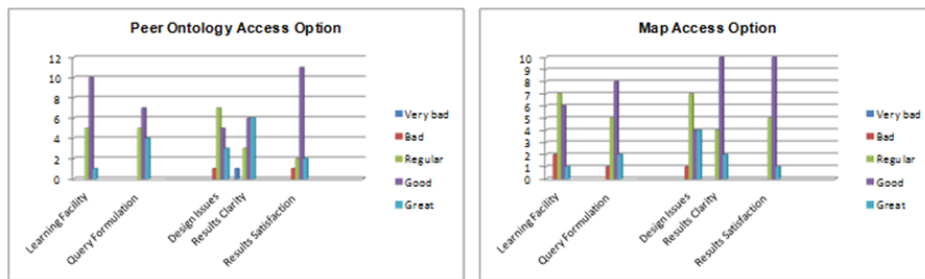 Peer Ontology Access Option
12
10
8
6
4
2
0
Learning Facility
Query Formulation
Design Issues
Results Clarity
Results Satisfaction
Very bad
Bad
Regular
Good
Great
Map Access Option
10
9
8
7
6
5
4
3
2
1
0
Learning Facility
Query Formulation
Design Issues
Results Clarity
Results Satisfaction
Very bad
Bad
Regular
Good
Great